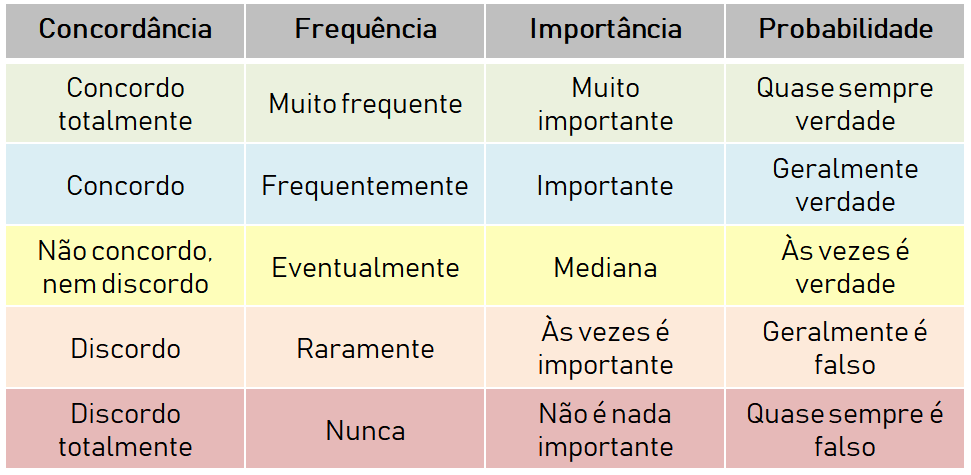 Concordância Frequência Importância Probabilidade
Concordo
totalmente
Muito frequente
Muito
importante
Quase sempre
verdade
Concordo
Frequentemente
Importante
Geralmente
verdade
Não concordo,
nem discordo
Eventualmente
Mediana
Às vezes é
verdade
Discordo
Raramente
Às vezes é
importante
Geralmente é
falso
Discordo
totalmente
Nunca
Não é nada
importante
Quase sempre é
falso